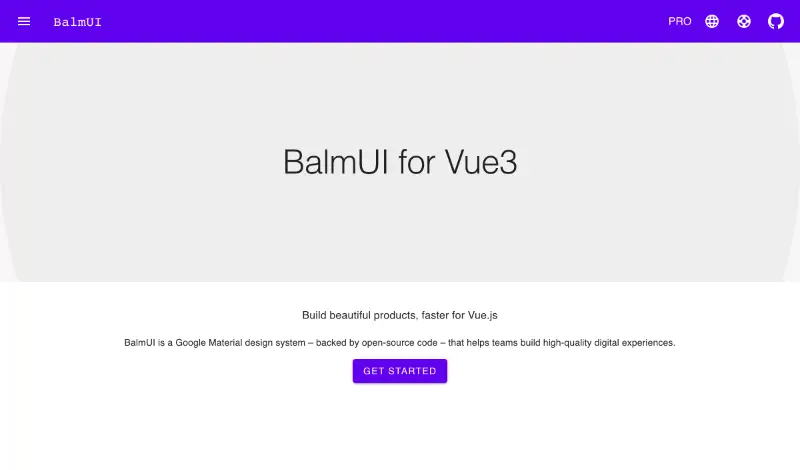 BalmUI
PRO
BalmUI for Vue3
Build beautiful products, faster for Vue.js
BalmUI is a Google Material design system – backed by open-source code – that helps teams build high-quality digital experiences.
GET STARTED